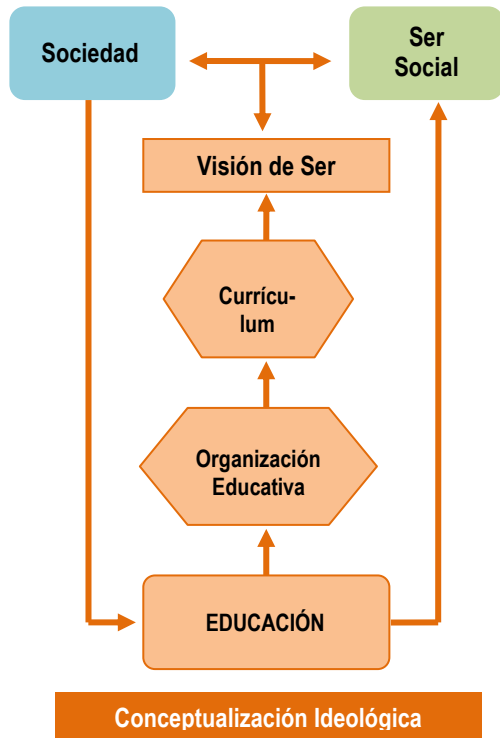 Sociedad
Ser
Social
Visión de Ser
Currícu-
lum
Organización
Educativa
EDUCACIÓN
Conceptualización Ideológica